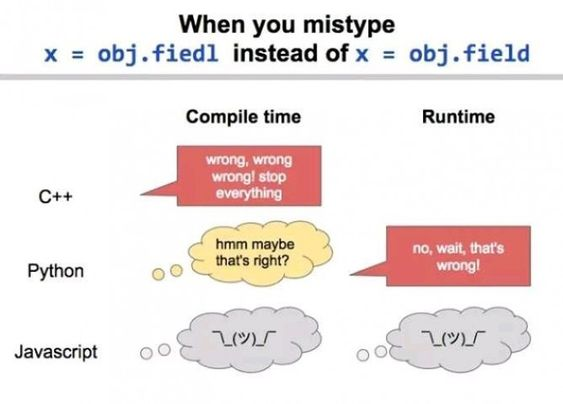 When you mistype
x = obj.fiedl instead of x = obj.field
Compile time
Runtime
C++
wrong, wrong
wrong! stop
everything
Python
hmm maybe
that's right?
no, wait, that's
wrong!
Javascript
¯\_(ツ)_/¯
¯\_(ツ)_/¯